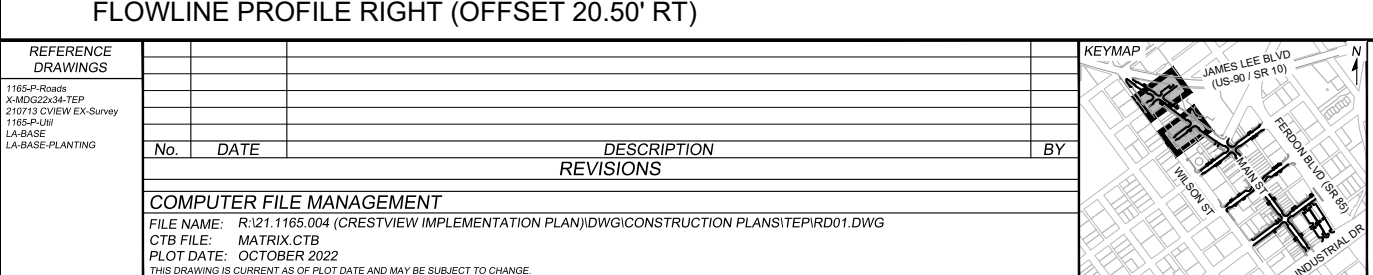 FLOWLINE PROFILE RIGHT (OFFSET 20.50' RT)
REFERENCE
DRAWINGS
1165-P-Roads
X-MDG22x34-TEP
210713 CVIEW EX-Survey
1165-P-Util
LA-BASE
LA-BASE-PLANTING
No. DATE DESCRIPTION BY
REVISIONS
COMPUTER FILE MANAGEMENT
FILE NAME: R:\21.1165.004 (CRESTVIEW IMPLEMENTATION PLAN)\DWG\CONSTRUCTION PLANS\TEP\RD01.DWG
CTB FILE: MATRIX.CTB
PLOT DATE: OCTOBER 2022
THIS DRAWING IS CURRENT AS OF PLOT DATE AND MAY BE SUBJECT TO CHANGE.
KEYMAP
N
JAMES LEE BLVD
(US-90 / SR 10)
FERDON BLVD (SR 85)
MAIN ST
WILSON ST
INDUSTRIAL DR